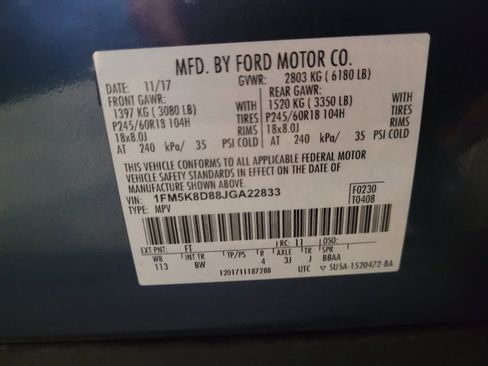 MFD. BY FORD MOTOR CO.
DATE: 11/17 GVWR: 2803 KG ( 6180 LB)
FRONT GAWR: REAR GAWR:
1397 KG ( 3080 LB) 1520 KG ( 3350 LB)
P245/60R18 104H TIRES P245/60R18 104H TIRES
18x8.0J RIMS 18x8.0J RIMS
AT 240 kPa/ 35 PSI COLD AT 240 kPa/ 35 PSI COLD
THIS VEHICLE CONFORMS TO ALL APPLICABLE FEDERAL MOTOR
VEHICLE SAFETY STANDARDS IN EFFECT ON THE DATE OF
MANUFACTURE SHOWN ABOVE.
VIN: 1FM5K8D88JGA22833 F0230
TYPE: MPV T0408
EXT PNT: FT RC: 11 DSO:
WB INT TR TP/PS R AXLE TR S
113 BW 4 3J J BBAA
1201711187288 UTC ▽ 5U5A-1520472-BA